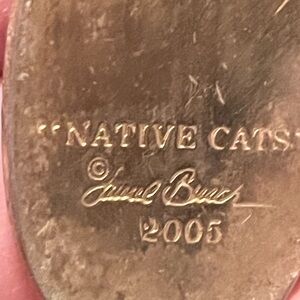 "NATIVE CATS"
© Laurel Burch
2005